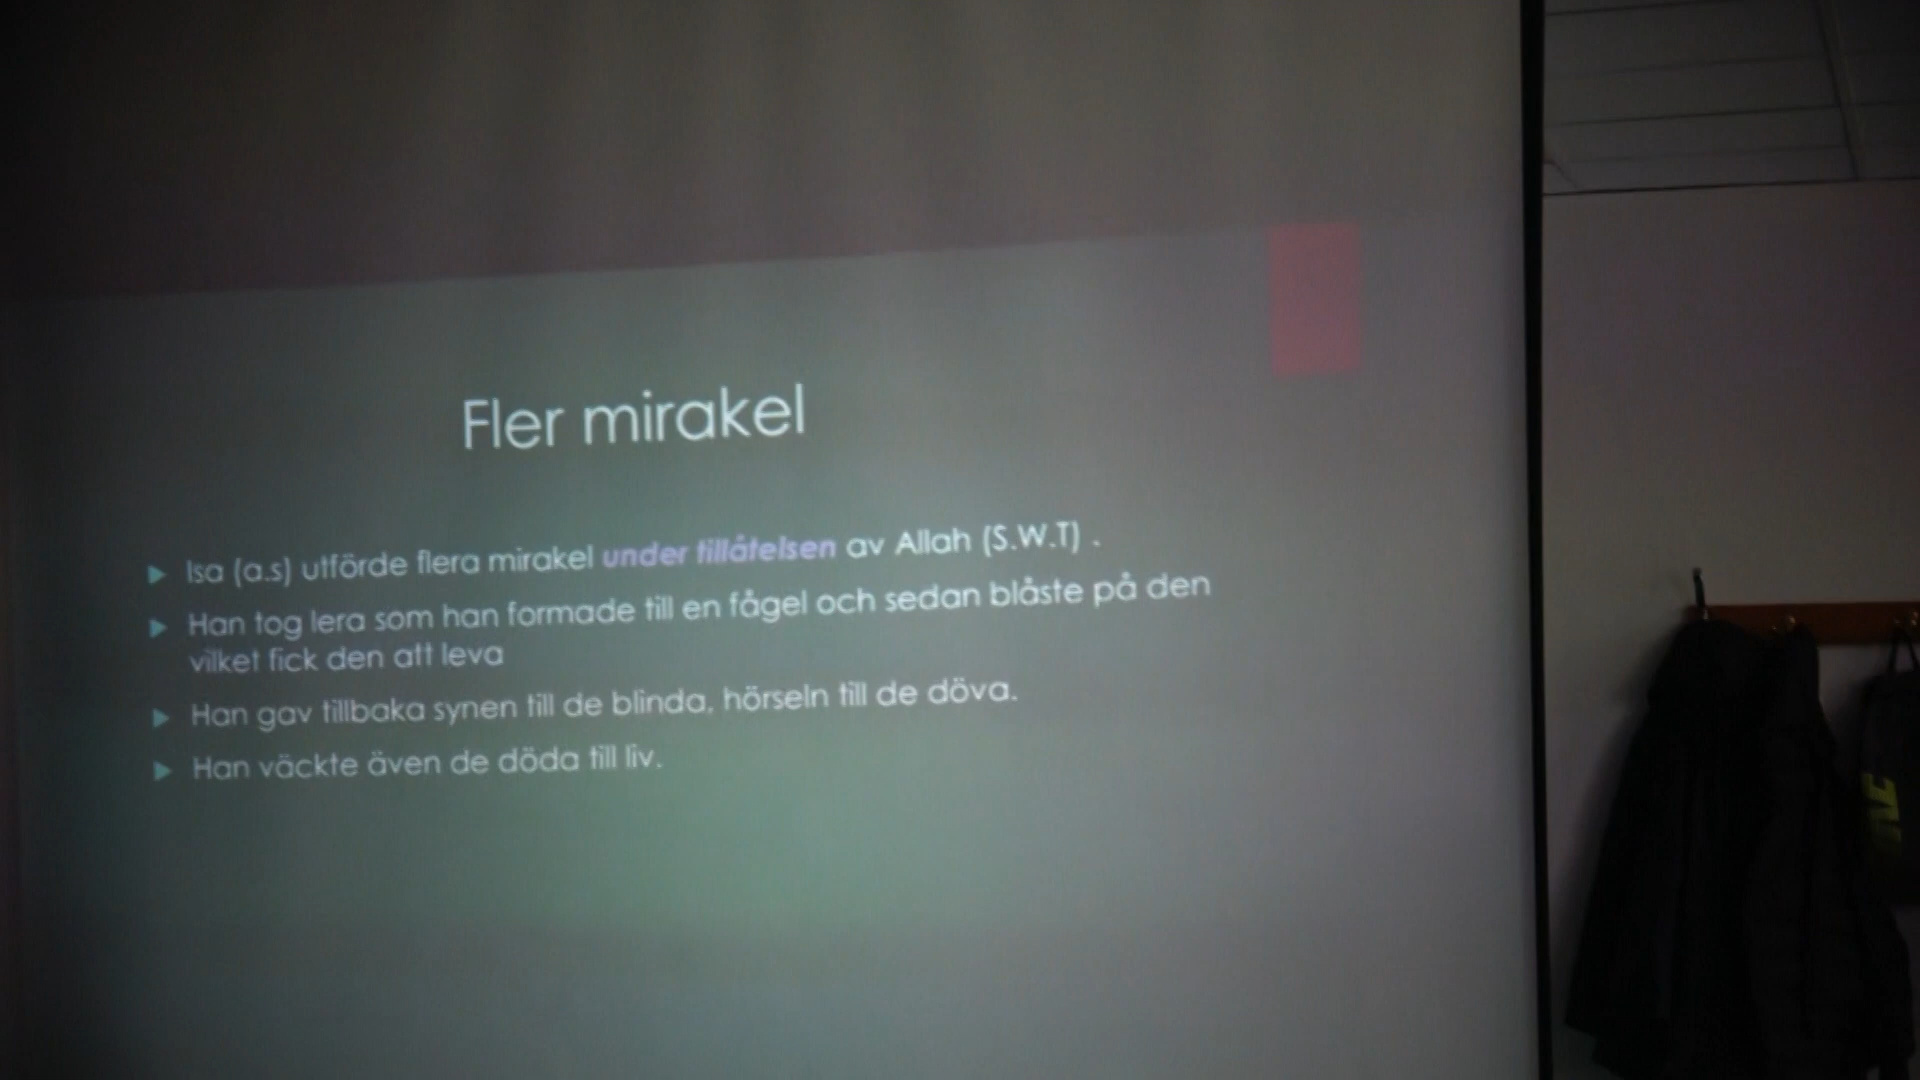 Fler mirakel
Isa (a.s) utförde flera mirakel under tillåtelsen av Allah (S.W.T) .
Han tog lera som han formade till en fågel och sedan blåste på den
vilket fick den att leva
Han gav tillbaka synen till de blinda, hörseln till de döva.
Han väckte även de döda till liv.